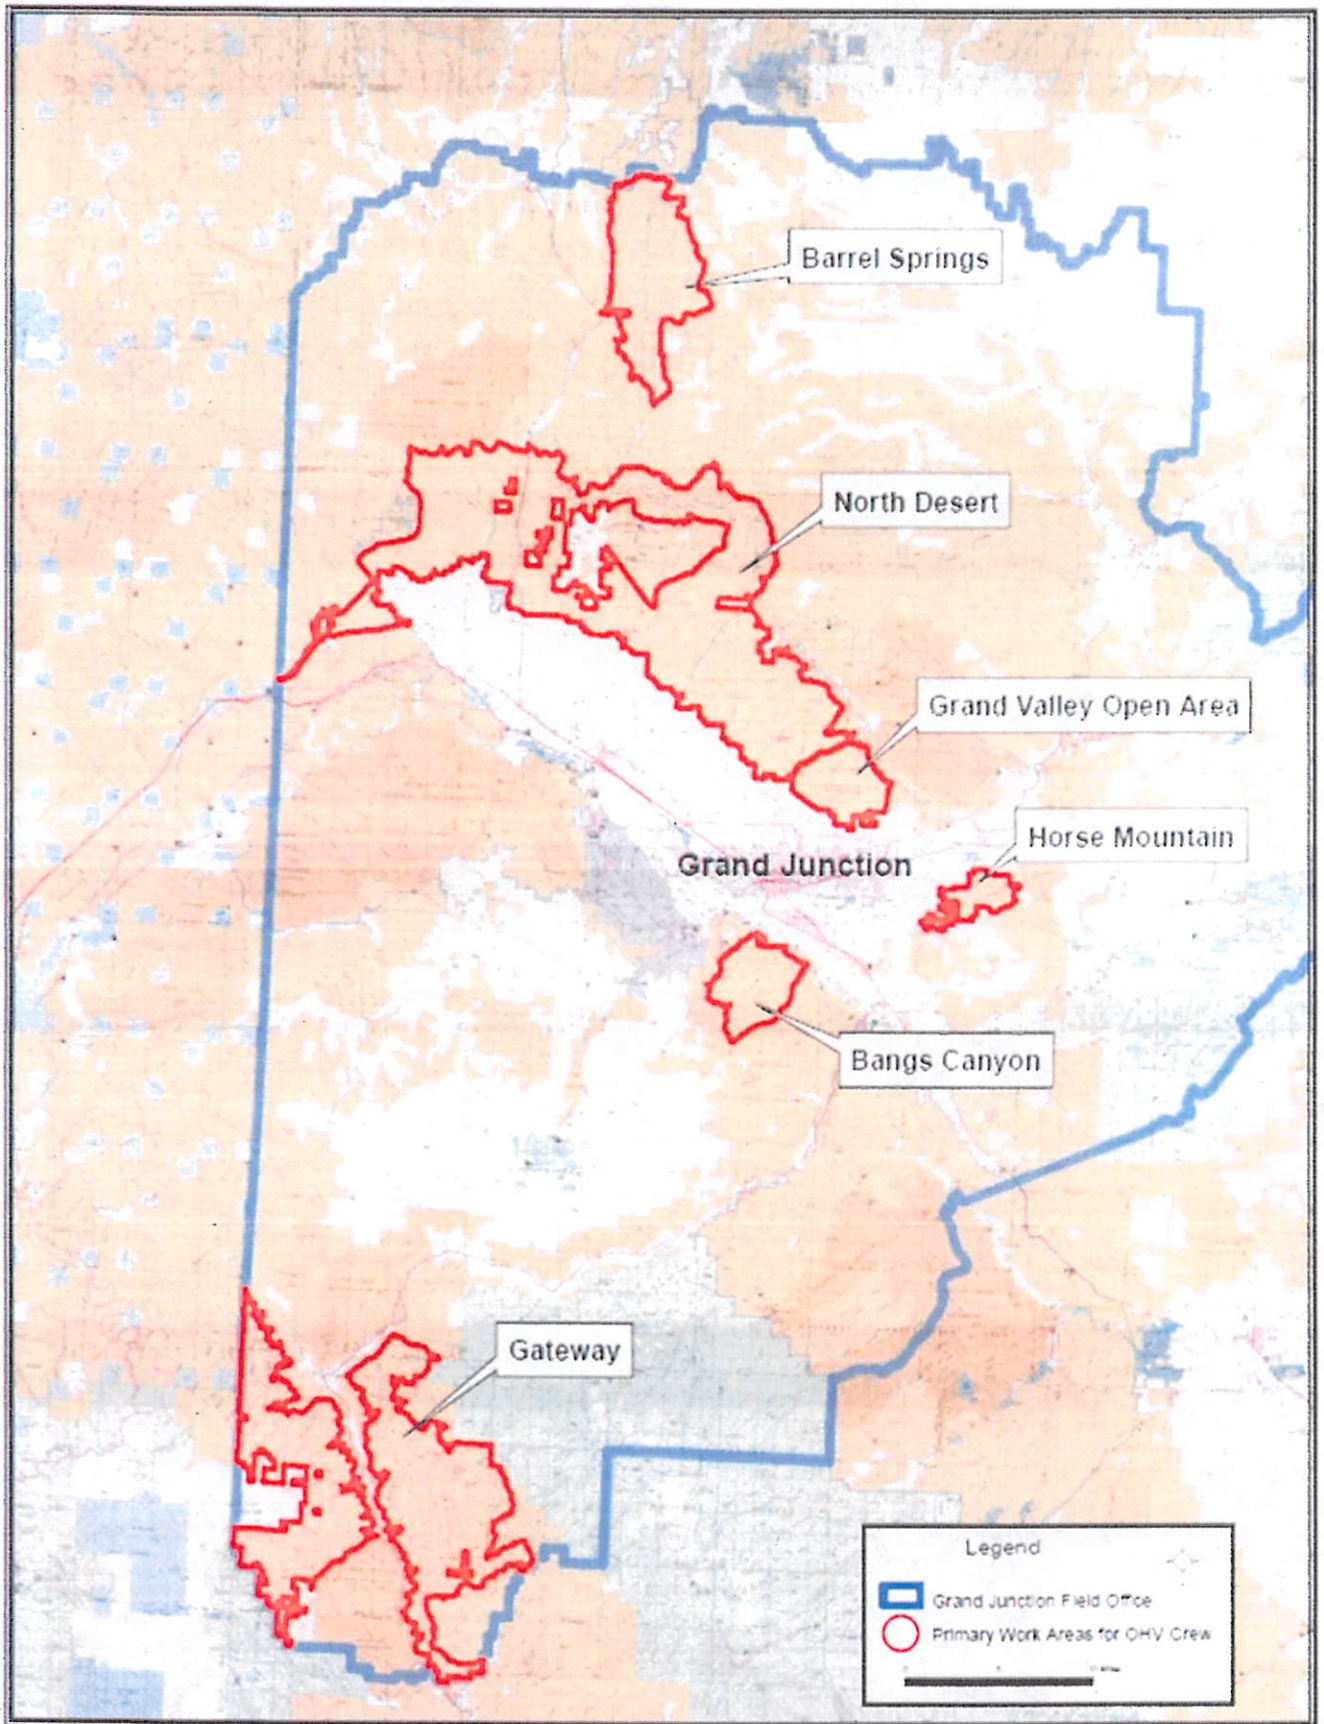 Barrel Springs
North Desert
Grand Valley Open Area
Horse Mountain
Grand Junction
Bangs Canyon
Gateway
Legend
Grand Junction Field Office
Primary Work Areas for OHV Crew